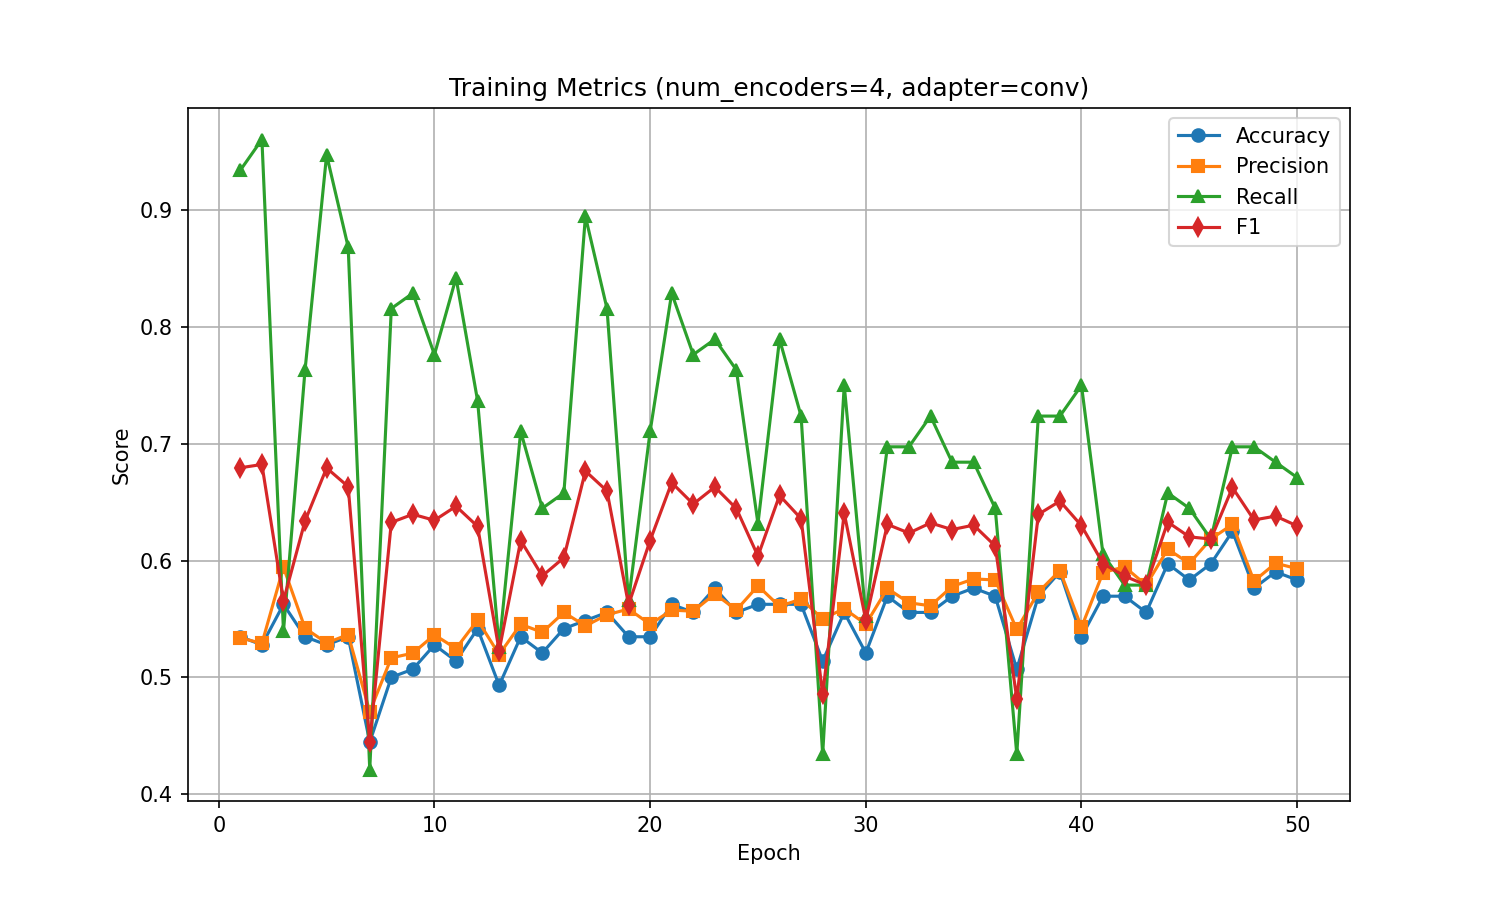 Training Metrics (num_encoders=4, adapter=conv)
Accuracy
Precision
Recall
F1
Score
0.9
0.8
0.7
0.6
0.5
0.4
0 10 20 30 40 50
Epoch